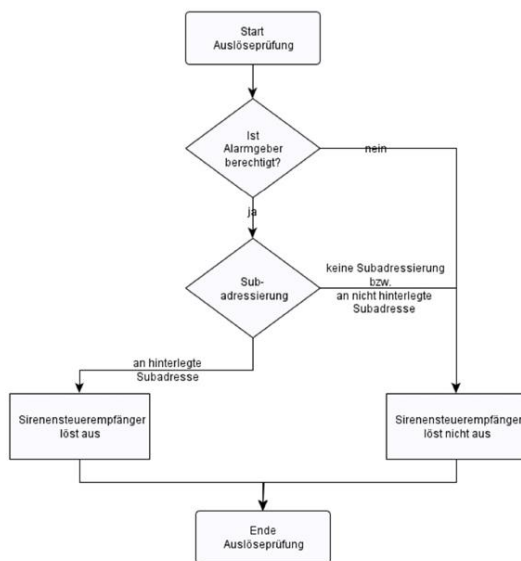 Start
Auslöseprüfung
Ist
Alarmgeber
berechtigt?
nein
ja
Sub-
adressierung
keine Subadressierung
bzw.
an nicht hinterlegte
Subadresse
an hinterlegte
Subadresse
Sirenensteuerempfänger
löst aus
Sirenensteuerempfänger
löst nicht aus
Ende
Auslöseprüfung